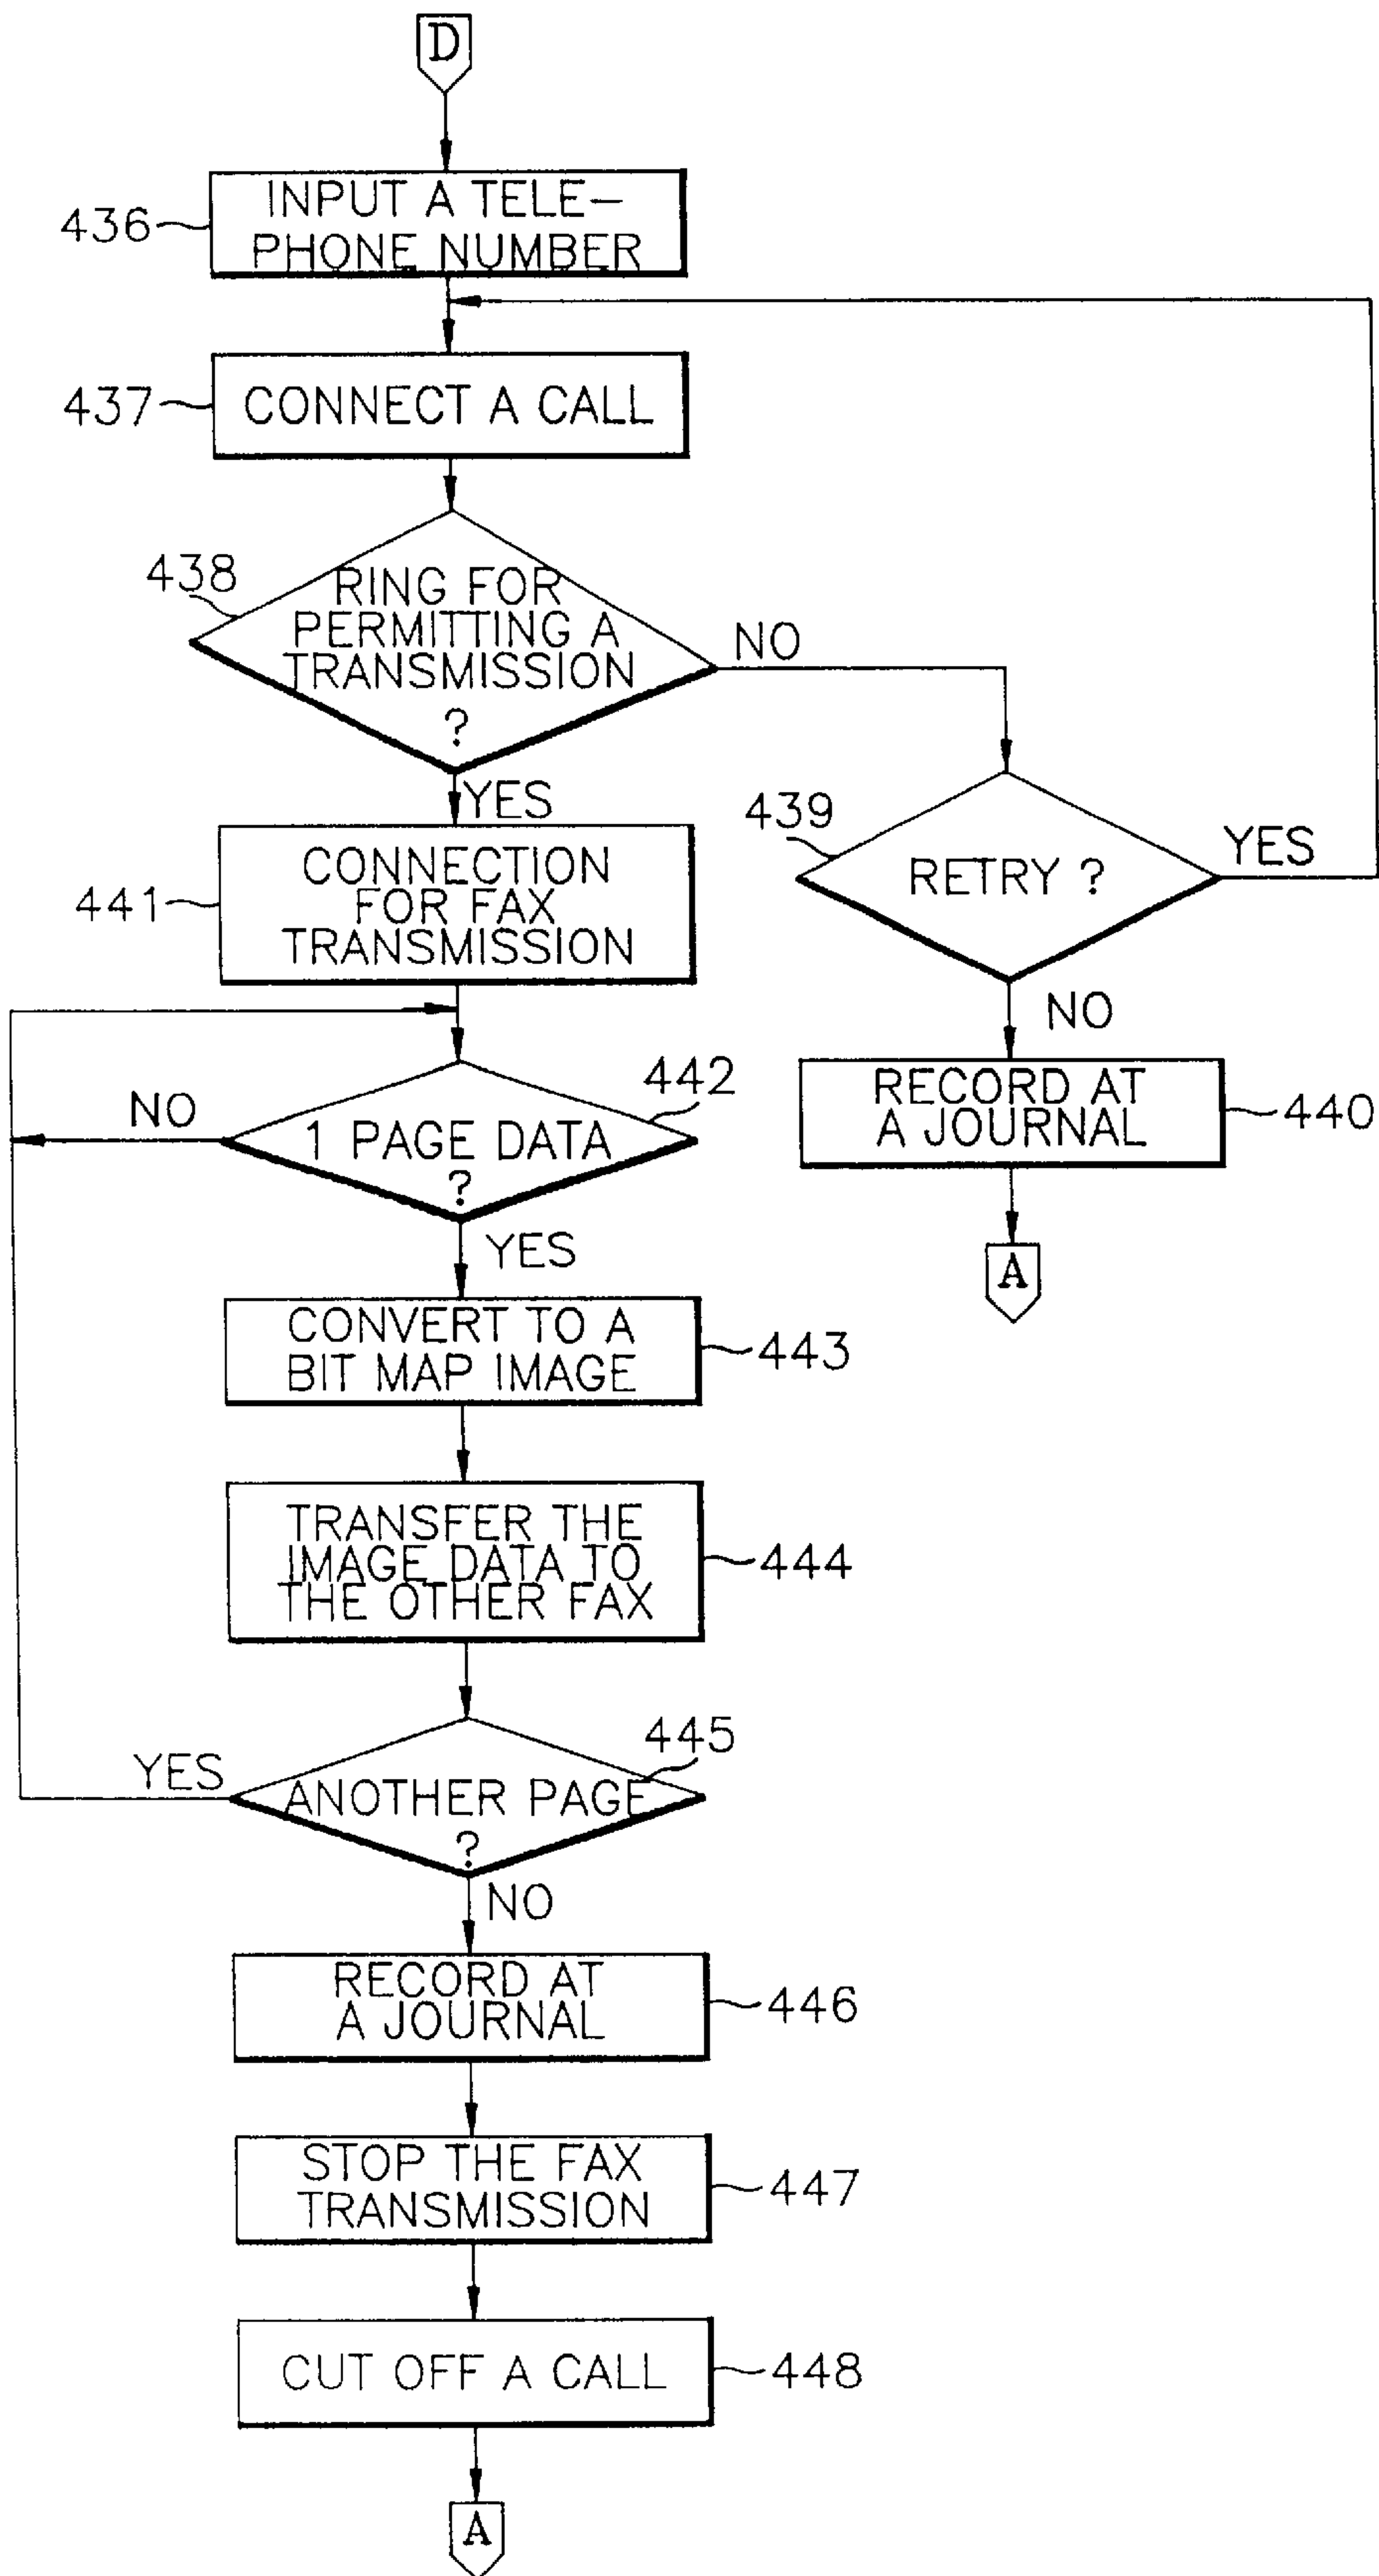 D
INPUT A TELE-
PHONE NUMBER
436
CONNECT A CALL
437
438
RING FOR
PERMITTING A
TRANSMISSION
?
NO
YES
439
RETRY ?
YES
NO
CONNECTION
FOR FAX
TRANSMISSION
441
RECORD AT
A JOURNAL
440
A
442
NO
1 PAGE DATA
?
YES
CONVERT TO A
BIT MAP IMAGE
443
TRANSFER THE
IMAGE DATA TO
THE OTHER FAX
444
445
YES
ANOTHER PAGE
?
NO
RECORD AT
A JOURNAL
446
STOP THE FAX
TRANSMISSION
447
CUT OFF A CALL
448
A